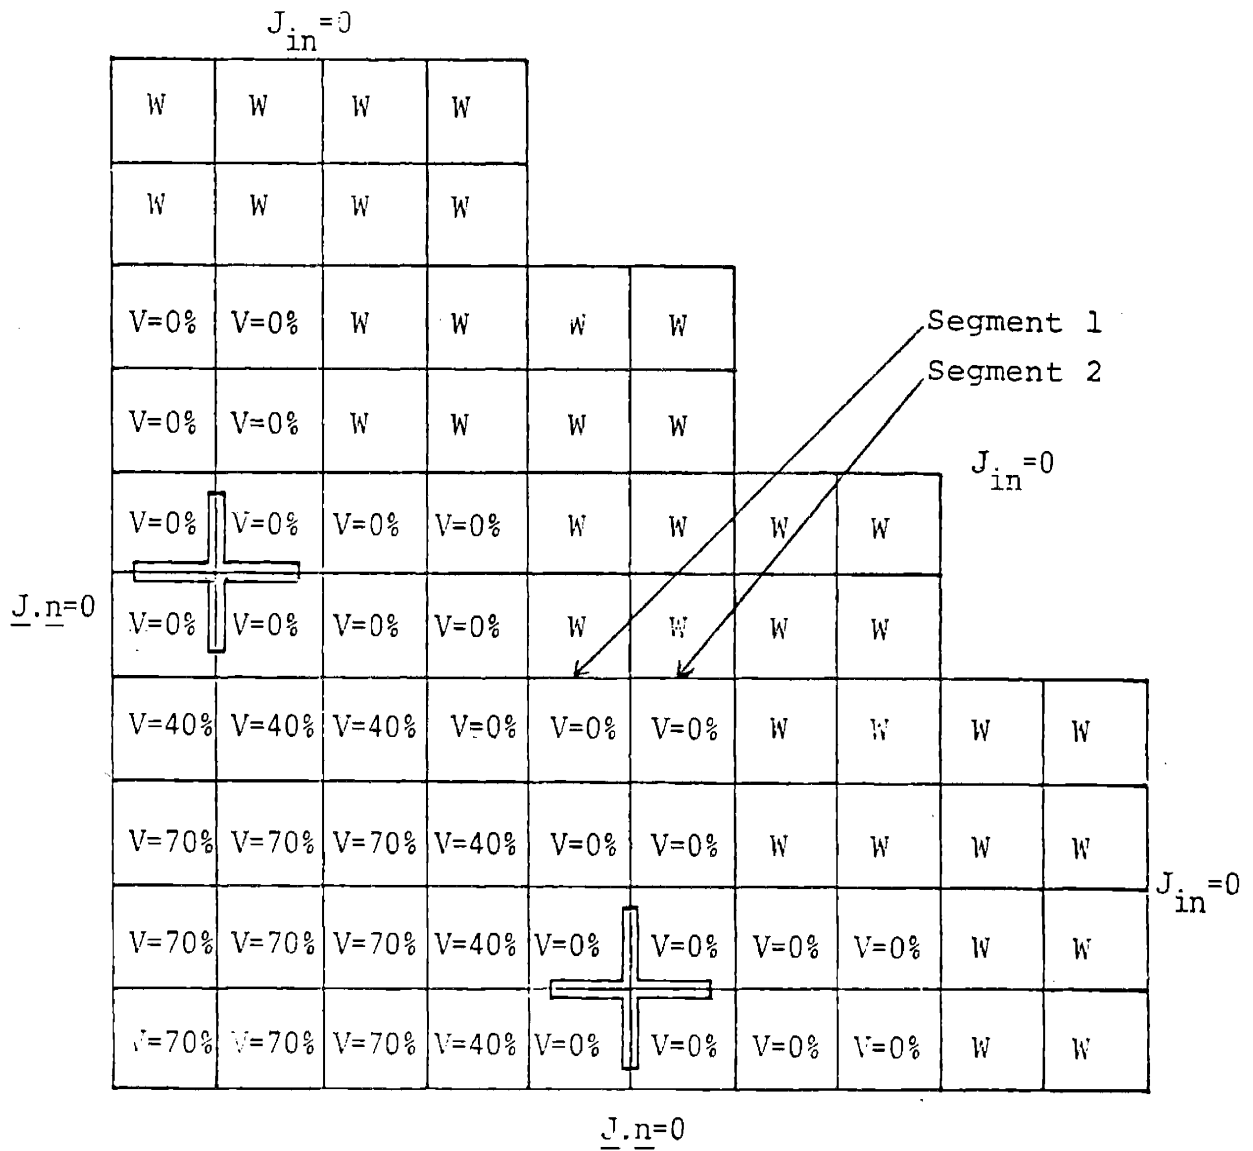 J_in=0
W W W W
W W W W
V=0% V=0% W W W W
Segment 1
Segment 2
V=0% V=0% W W W W
J_in=0
V=0% V=0% V=0% V=0% W W W W
J.n=0
V=0% V=0% V=0% V=0% W W W W
V=40% V=40% V=40% V=0% V=0% V=0% W W W W
V=70% V=70% V=70% V=40% V=0% V=0% W W W W
J_in=0
V=70% V=70% V=70% V=40% V=0% V=0% V=0% V=0% W W
V=70% V=70% V=70% V=40% V=0% V=0% V=0% V=0% W W
J.n=0